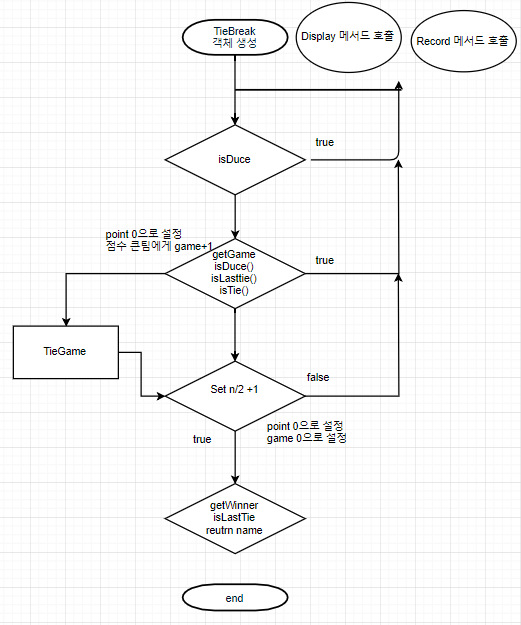 TieBreak
객체 생성
Display 메서드 호출
Record 메서드 호출
isDuce
true
point 0으로 설정
점수 큰팀에게 game+1
getGame
isDuce()
isLasttie()
isTie()
true
TieGame
Set n/2 +1
false
point 0으로 설정
game 0으로 설정
true
getWinner
isLastTie
reutrn name
end